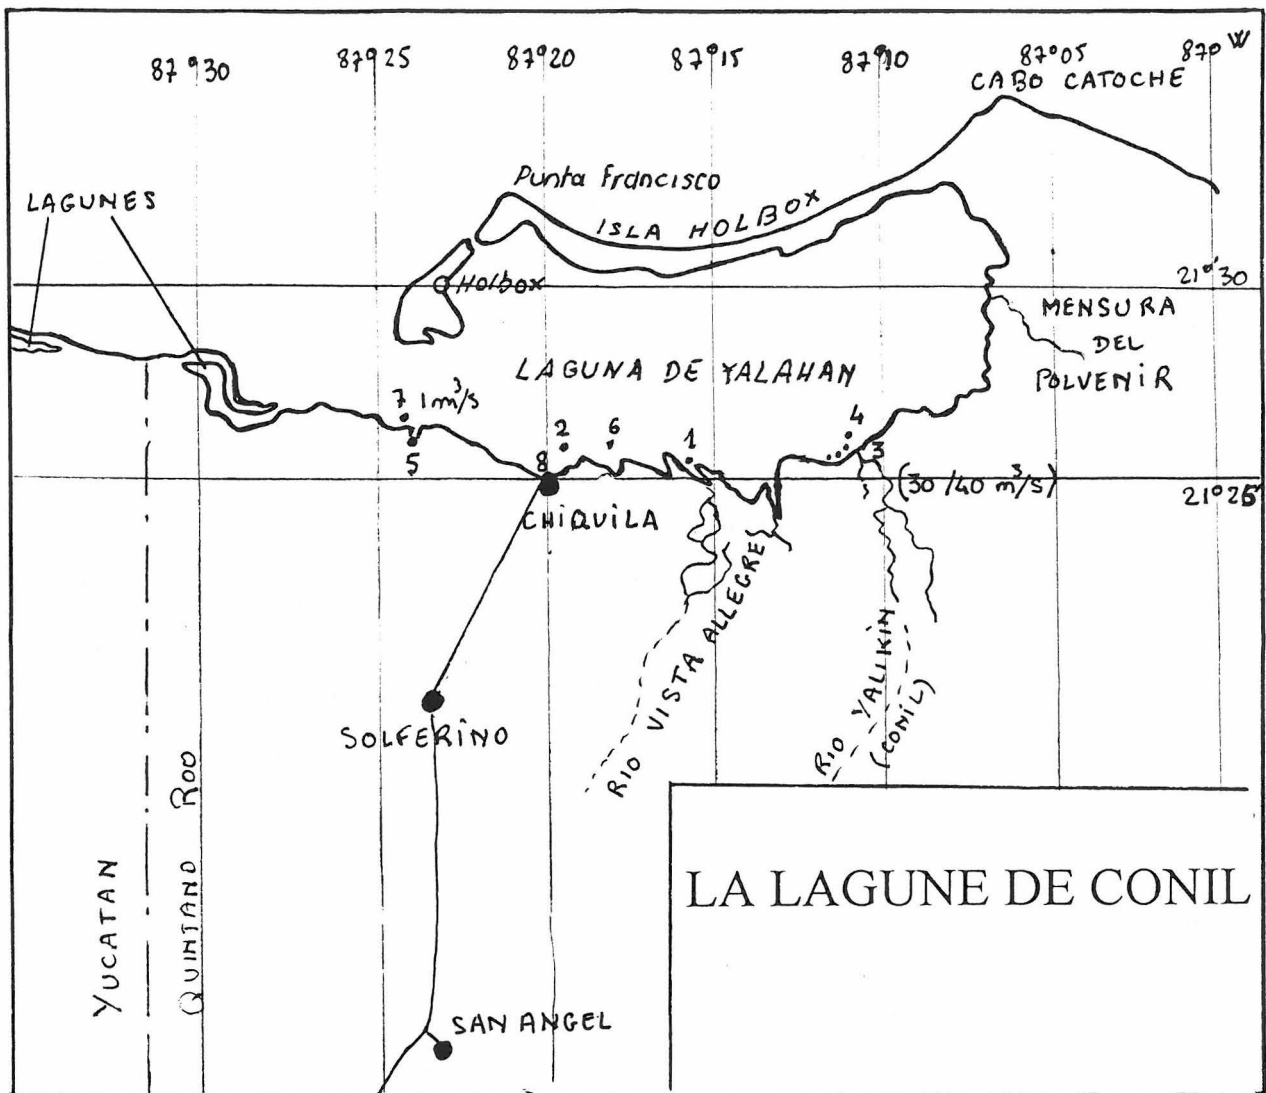 87°30 87°25 87°20 87°15 87°10 87°05 87° W
CABO CATOCHE
Punta Francisco
LAGUNES
ISLA HOLBOX
Holbox
21°30
MENSURA
DEL
POLVENIR
LAGUNA DE YALAHAN
7 1 m³/s
4
2 6 1
3
5 8
(30/40 m³/s)
21°25
CHIQUILA
RIO VISTA ALLEGRE
RIO YALIKIN
(CONIL)
SOLFERINO
YUCATAN
QUINTANO ROO
LA LAGUNE DE CONIL
SAN ANGEL